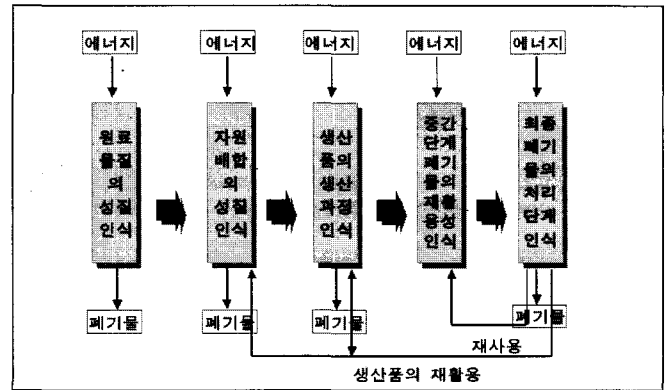 에너지 에너지 에너지 에너지 에너지
원료
물질
의
성질
인식
자원
배합
의
성질
인식
생산
품의
생산
과정
인식
중간
단계
폐기
물의
재활
용성
인식
최종
폐기
물의
처리
단계
인식
폐기물 폐기물 폐기물 폐기물
재사용
생산품의 재활용